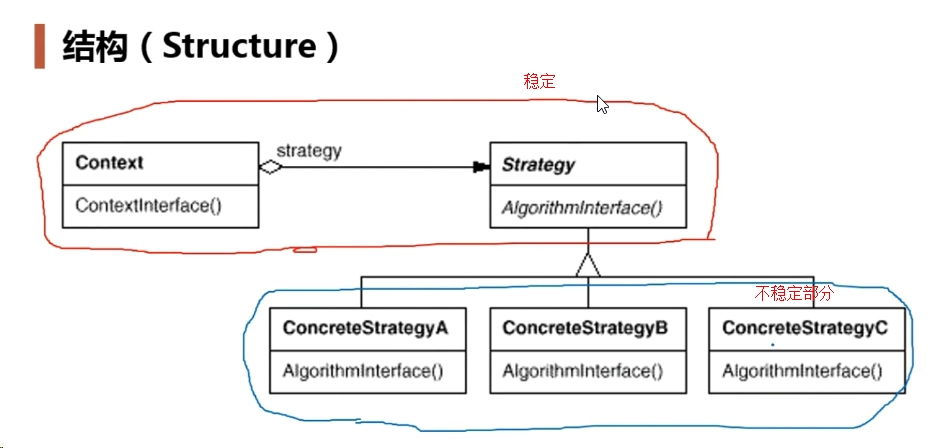 结构（Structure）
稳定
Context
strategy
Strategy
ContextInterface()
AlgorithmInterface()
不稳定部分
ConcreteStrategyA
ConcreteStrategyB
ConcreteStrategyC
AlgorithmInterface()
AlgorithmInterface()
AlgorithmInterface()